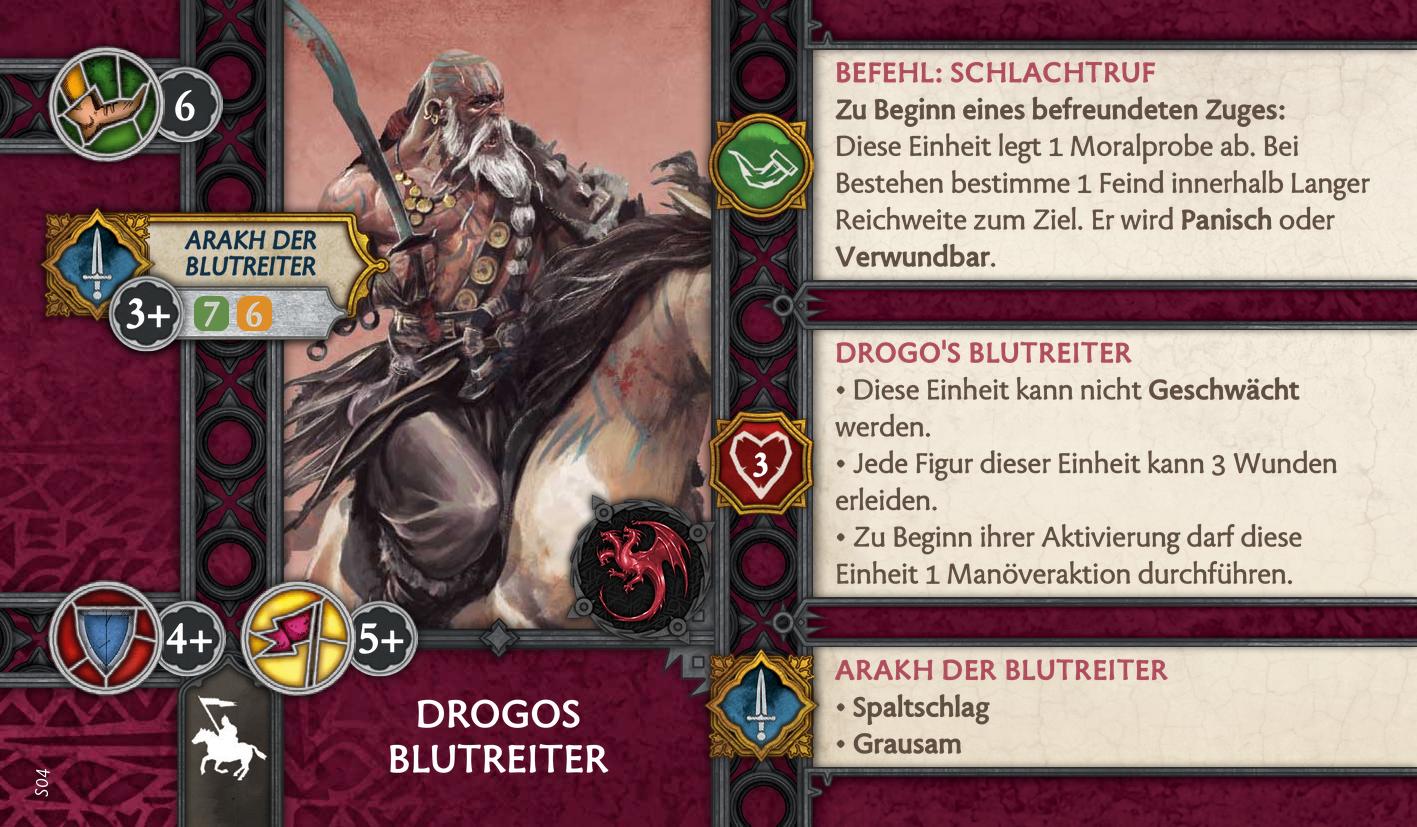 6
ARAKH DER
BLUTREITER
3+ 7 6
4+ 5+
DROGOS
BLUTREITER
S04
BEFEHL: SCHLACHTRUF
Zu Beginn eines befreundeten Zuges:
Diese Einheit legt 1 Moralprobe ab. Bei
Bestehen bestimme 1 Feind innerhalb Langer
Reichweite zum Ziel. Er wird Panisch oder
Verwundbar.
3
DROGO'S BLUTREITER
• Diese Einheit kann nicht Geschwächt
werden.
• Jede Figur dieser Einheit kann 3 Wunden
erleiden.
• Zu Beginn ihrer Aktivierung darf diese
Einheit 1 Manöveraktion durchführen.
ARAKH DER BLUTREITER
• Spaltschlag
• Grausam